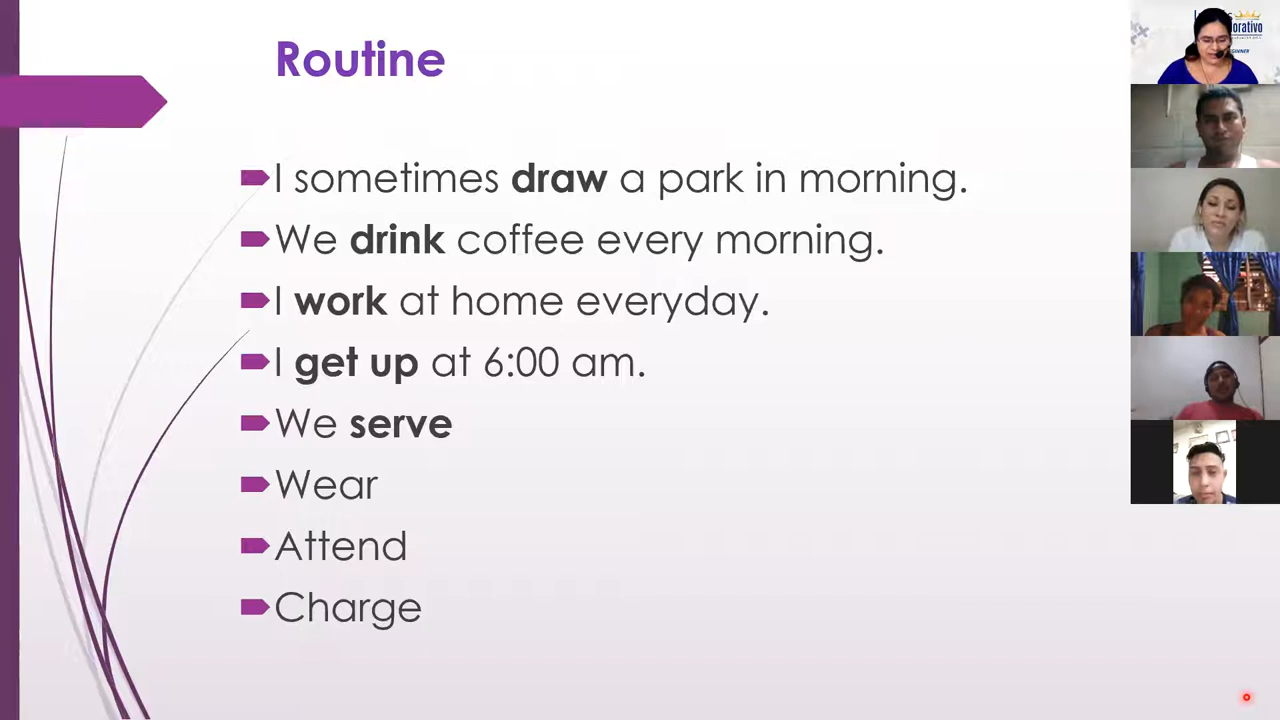 Routine
I sometimes draw a park in morning.
We drink coffee every morning.
I work at home everyday.
I get up at 6:00 am.
We serve
Wear
Attend
Charge